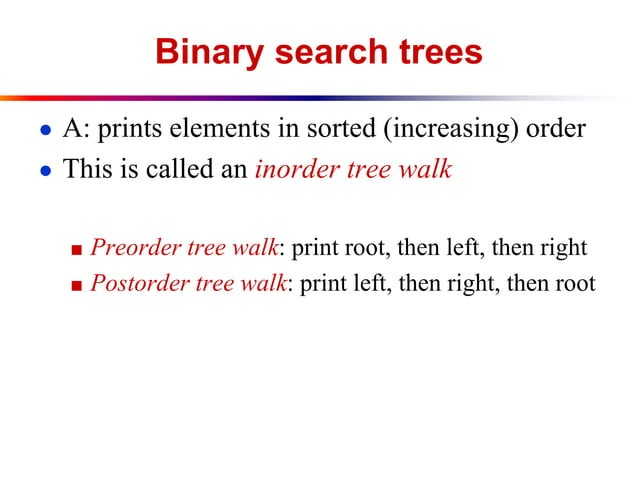 Binary search trees
● A: prints elements in sorted (increasing) order
● This is called an inorder tree walk
■ Preorder tree walk: print root, then left, then right
■ Postorder tree walk: print left, then right, then root